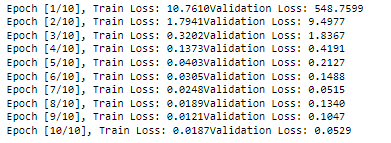 Epoch [1/10], Train Loss: 10.7610Validation Loss: 548.7599
Epoch [2/10], Train Loss: 1.7941Validation Loss: 9.4977
Epoch [3/10], Train Loss: 0.3202Validation Loss: 1.8367
Epoch [4/10], Train Loss: 0.1373Validation Loss: 0.4191
Epoch [5/10], Train Loss: 0.0403Validation Loss: 0.2127
Epoch [6/10], Train Loss: 0.0305Validation Loss: 0.1488
Epoch [7/10], Train Loss: 0.0248Validation Loss: 0.0515
Epoch [8/10], Train Loss: 0.0189Validation Loss: 0.1340
Epoch [9/10], Train Loss: 0.0121Validation Loss: 0.1047
Epoch [10/10], Train Loss: 0.0187Validation Loss: 0.0529